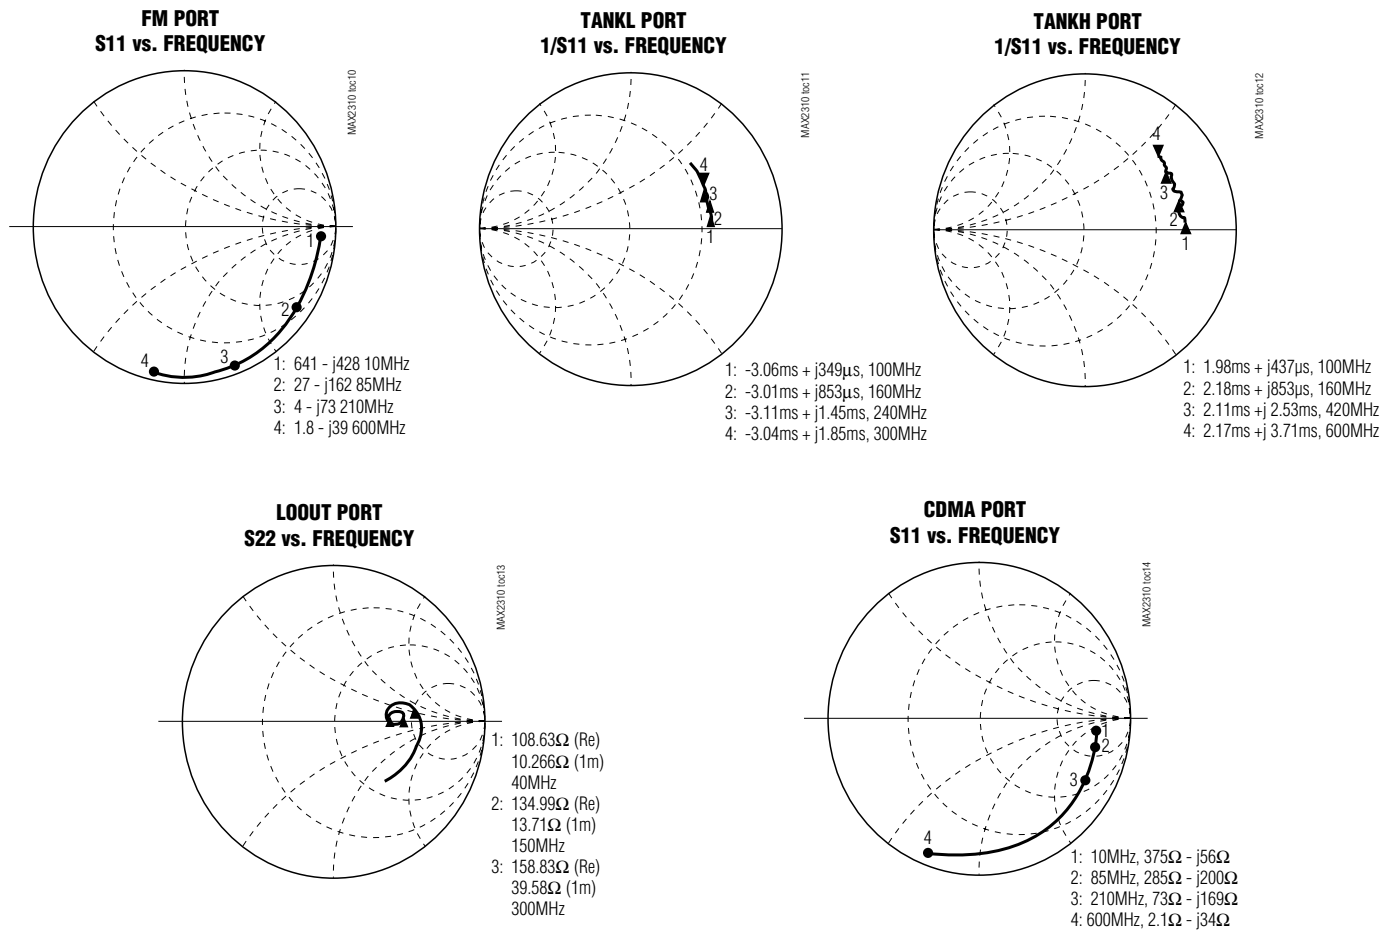 FM PORT
S11 vs. FREQUENCY
MAX2310 toc10
1
2
3
4
1: 641 - j428 10MHz
2: 27 - j162 85MHz
3: 4 - j73 210MHz
4: 1.8 - j39 600MHz
TANKL PORT
1/S11 vs. FREQUENCY
MAX2310 toc11
4
3
2
1
1: -3.06ms + j349µs, 100MHz
2: -3.01ms + j853µs, 160MHz
3: -3.11ms + j1.45ms, 240MHz
4: -3.04ms + j1.85ms, 300MHz
TANKH PORT
1/S11 vs. FREQUENCY
MAX2310 toc12
4
3
2
1
1: 1.98ms + j437µs, 100MHz
2: 2.18ms + j853µs, 160MHz
3: 2.11ms +j 2.53ms, 420MHz
4: 2.17ms +j 3.71ms, 600MHz
LOOUT PORT
S22 vs. FREQUENCY
MAX2310 toc13
1: 108.63Ω (Re)
10.266Ω (1m)
40MHz
2: 134.99Ω (Re)
13.71Ω (1m)
150MHz
3: 158.83Ω (Re)
39.58Ω (1m)
300MHz
CDMA PORT
S11 vs. FREQUENCY
MAX2310 toc14
1
2
3
4
1: 10MHz, 375Ω - j56Ω
2: 85MHz, 285Ω - j200Ω
3: 210MHz, 73Ω - j169Ω
4: 600MHz, 2.1Ω - j34Ω